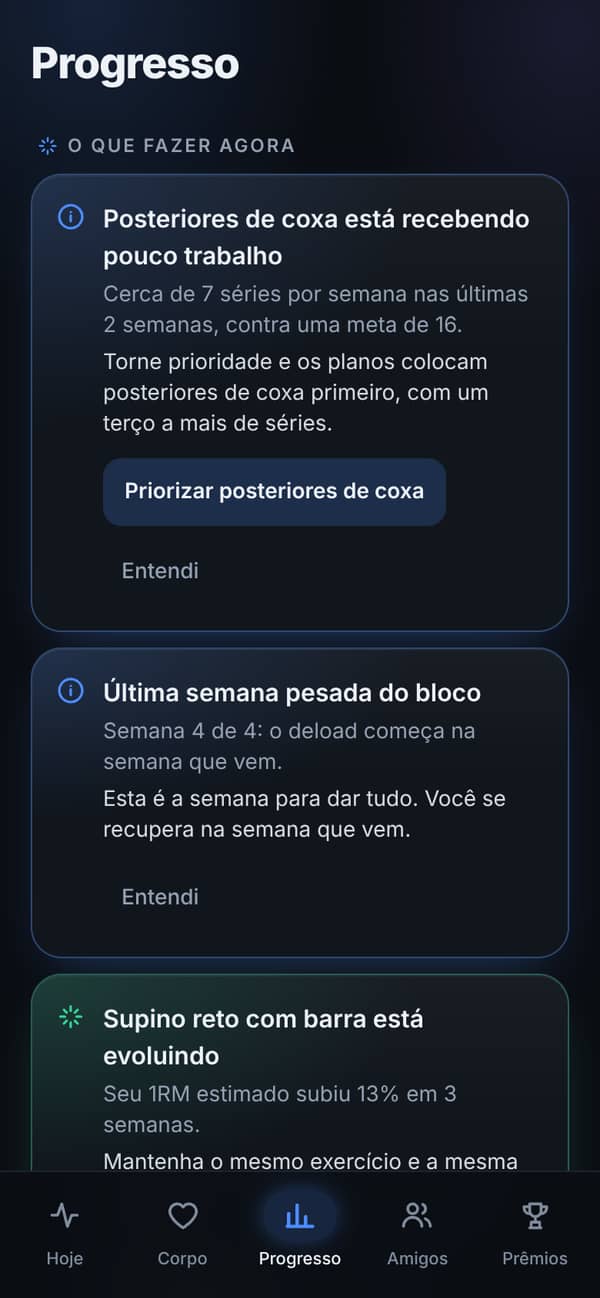 Progresso
O QUE FAZER AGORA
Posteriores de coxa está recebendo
pouco trabalho
Cerca de 7 séries por semana nas últimas
2 semanas, contra uma meta de 16.
Torne prioridade e os planos colocam
posteriores de coxa primeiro, com um
terço a mais de séries.
Priorizar posteriores de coxa
Entendi
Última semana pesada do bloco
Semana 4 de 4: o deload começa na
semana que vem.
Esta é a semana para dar tudo. Você se
recupera na semana que vem.
Entendi
Supino reto com barra está
evoluindo
Seu 1RM estimado subiu 13% em 3
semanas.
Mantenha o mesmo exercício e a mesma
Hoje
Corpo
Progresso
Amigos
Prêmios